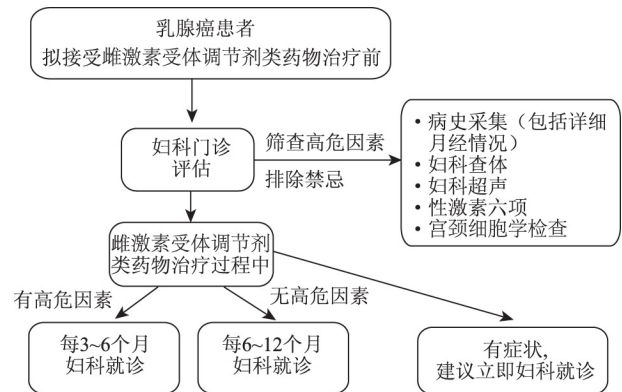 乳腺癌患者
拟接受雌激素受体调节剂类药物治疗前
妇科门诊
评估
筛查高危因素
排除禁忌
・病史采集（包括详细
月经情况）
・妇科查体
・妇科超声
・性激素六项
・宫颈细胞学检查
雌激素受体调节剂
类药物治疗过程中
有高危因素
无高危因素
每3~6个月
妇科就诊
每6~12个月
妇科就诊
有症状,
建议立即妇科就诊